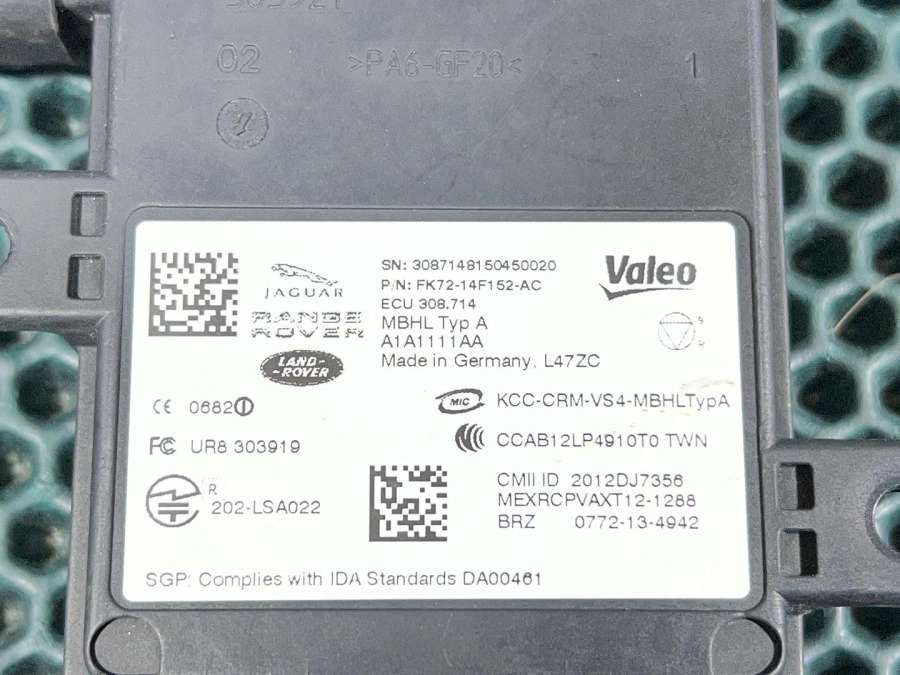 02 >PA6-GF20< 1
SN: 3087148150450020
P/N: FK72-14F152-AC
ECU 308.714
MBHL Typ A
A1A1111AA
Made in Germany, L47ZC
Valeo
JAGUAR
RANGE
ROVER
LAND-
-ROVER
CE 0682
FC UR8 303919
R
202-LSA022
MIC KCC-CRM-VS4-MBHLTypA
CCAB12LP4910T0 TWN
CMII ID 2012DJ7356
MEXRCPVAXT12-1288
BRZ 0772-13-4942
SGP: Complies with IDA Standards DA00461